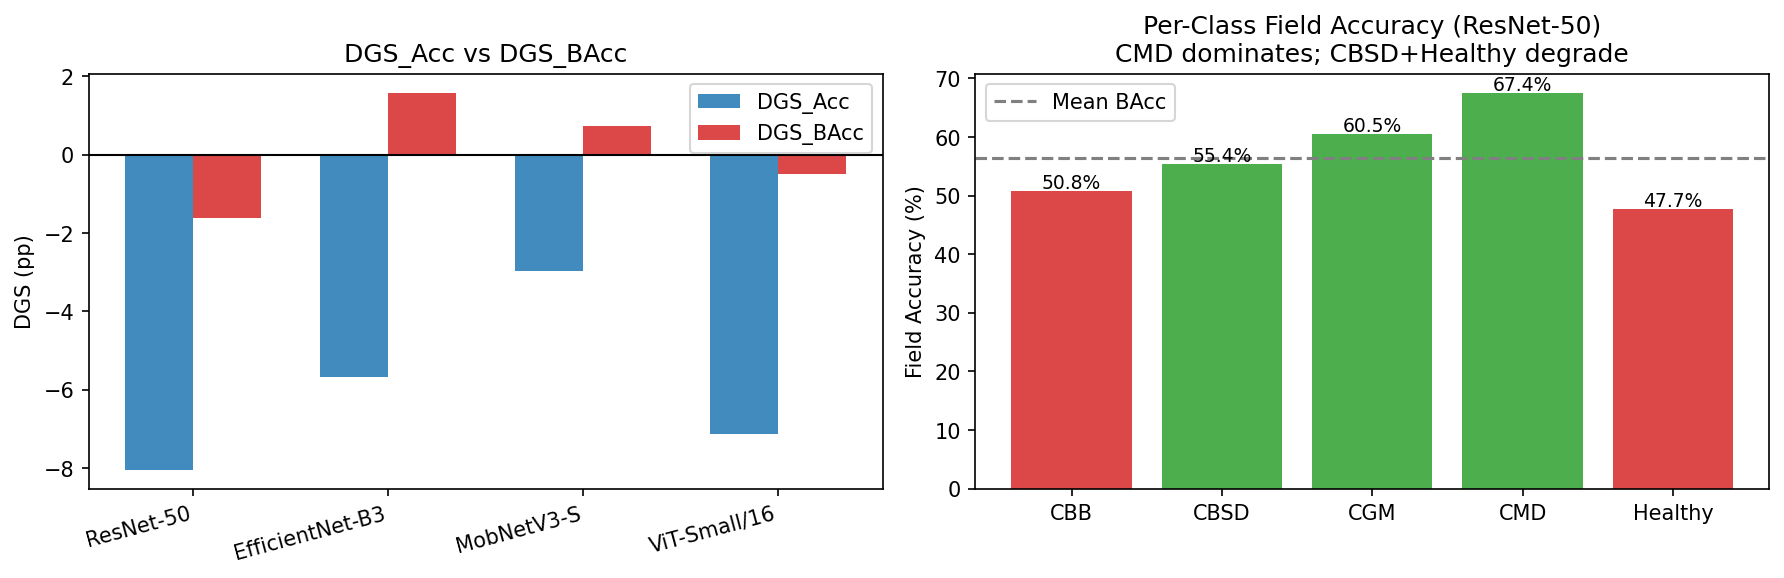 DGS_Acc vs DGS_BAcc
DGS_Acc
DGS_BAcc
DGS (pp)
2
0
−2
−4
−6
−8
ResNet-50
EfficientNet-B3
MobNetV3-S
ViT-Small/16
Per-Class Field Accuracy (ResNet-50)
CMD dominates; CBSD+Healthy degrade
Mean BAcc
Field Accuracy (%)
70
60
50
40
30
20
10
0
50.8%
55.4%
60.5%
67.4%
47.7%
CBB
CBSD
CGM
CMD
Healthy